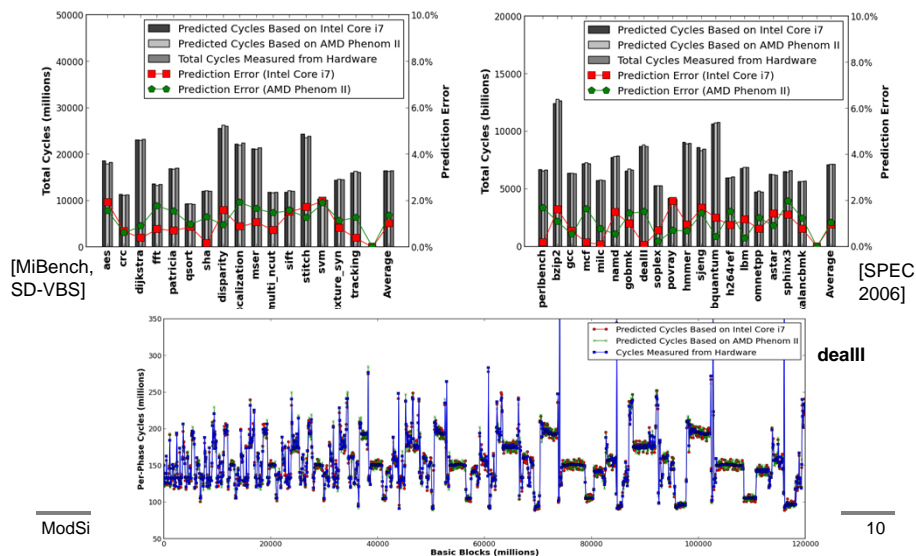 50000
40000
30000
20000
10000
0
Total Cycles (millions)
10.0%
8.0%
6.0%
4.0%
2.0%
0.0%
Prediction Error
Predicted Cycles Based on Intel Core i7
Predicted Cycles Based on AMD Phenom II
Total Cycles Measured from Hardware
Prediction Error (Intel Core i7)
Prediction Error (AMD Phenom II)
aes
crc
dijkstra
fft
patricia
qsort
sha
disparity
:calization
mser
nulti_ncut
sift
stitch
svm
exture_syn
tracking
Average
[MiBench,
SD-VBS]
20000
15000
10000
5000
0
Total Cycles (billions)
10.0%
8.0%
6.0%
4.0%
2.0%
0.0%
Prediction Error
Predicted Cycles Based on Intel Core i7
Predicted Cycles Based on AMD Phenom II
Total Cycles Measured from Hardware
Prediction Error (Intel Core i7)
Prediction Error (AMD Phenom II)
perlbench
bzip2
gcc
mcf
milc
namd
gobmk
dealII
soplex
povray
hmmer
sjeng
bquantum
h264ref
lbm
omnetpp
astar
sphinx3
alancbmk
Average
[SPEC
2006]
350
300
250
200
150
100
50
Per-Phase Cycles (millions)
Predicted Cycles Based on Intel Core i7
Predicted Cycles Based on AMD Phenom II
Cycles Measured from Hardware
dealII
0
20000
40000
60000
80000
100000
120000
Basic Blocks (millions)
ModSi
10